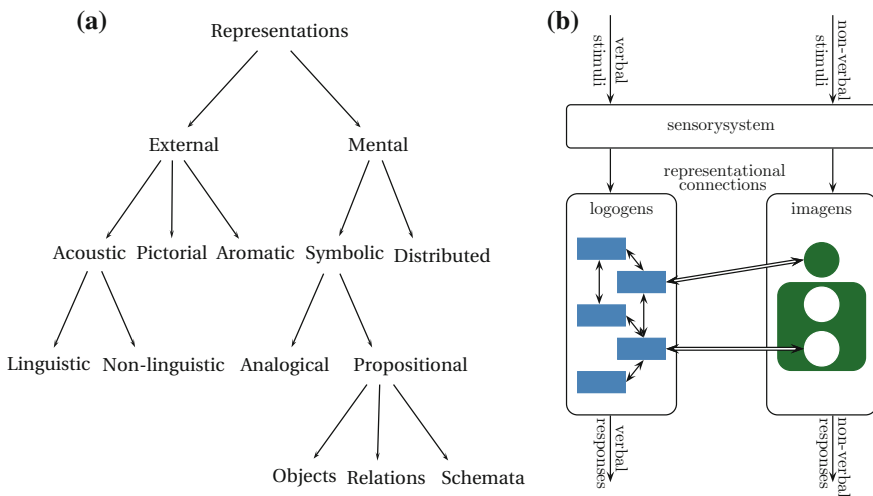 (a)
Representations
External Mental
Acoustic Pictorial Aromatic Symbolic Distributed
Linguistic Non-linguistic Analogical Propositional
Objects Relations Schemata
(b)
verbal
stimuli
non-verbal
stimuli
sensorysystem
representational
connections
logogens imagens
verbal
responses
non-verbal
responses